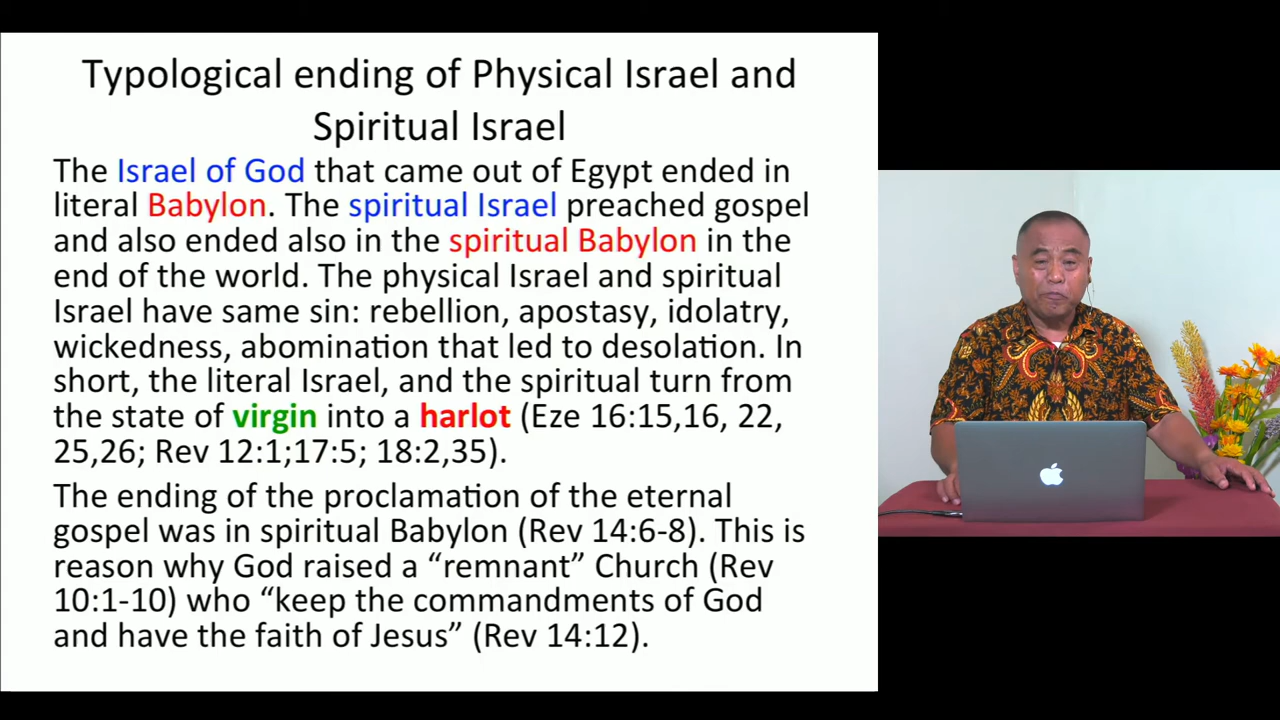 Typological ending of Physical Israel and
Spiritual Israel
The Israel of God that came out of Egypt ended in
literal Babylon. The spiritual Israel preached gospel
and also ended also in the spiritual Babylon in the
end of the world. The physical Israel and spiritual
Israel have same sin: rebellion, apostasy, idolatry,
wickedness, abomination that led to desolation. In
short, the literal Israel, and the spiritual turn from
the state of virgin into a harlot (Eze 16:15,16, 22,
25,26; Rev 12:1;17:5; 18:2,35).
The ending of the proclamation of the eternal
gospel was in spiritual Babylon (Rev 14:6-8). This is
reason why God raised a “remnant” Church (Rev
10:1-10) who “keep the commandments of God
and have the faith of Jesus” (Rev 14:12).